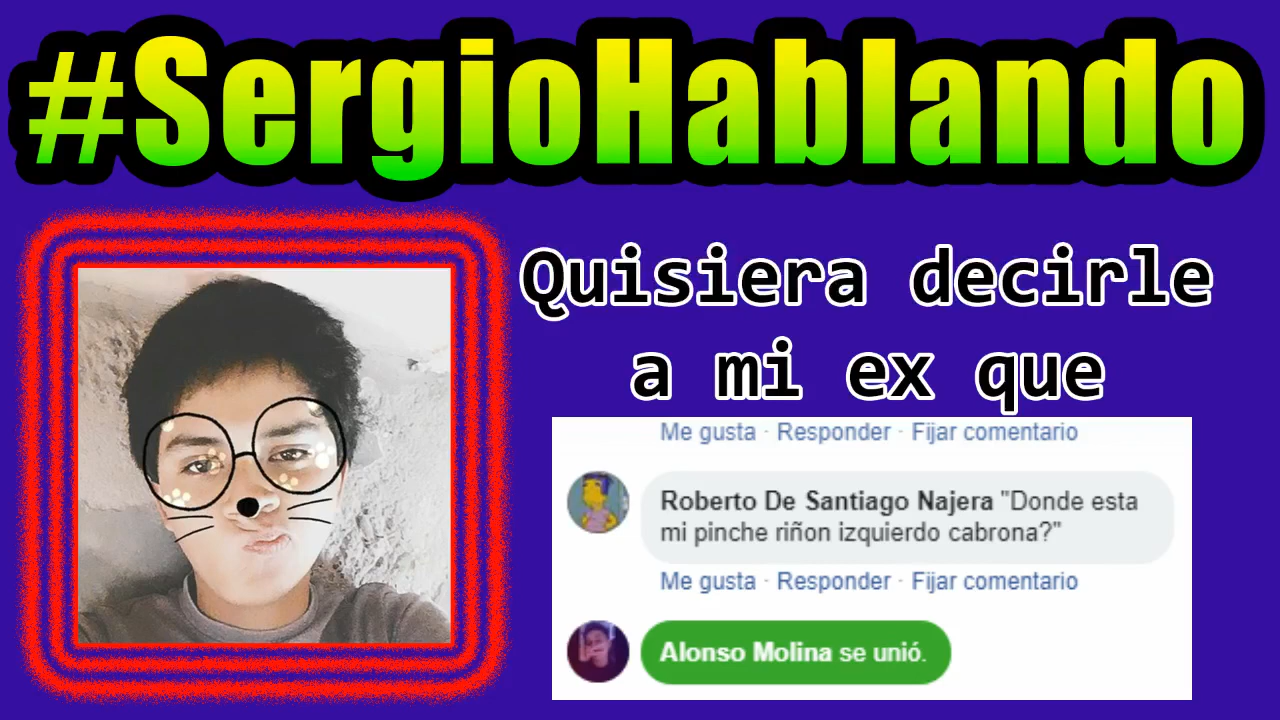 #SergioHablando
Quisiera decirle
a mi ex que
Me gusta · Responder · Fijar comentario
Roberto De Santiago Najera "Donde esta
mi pinche riñon izquierdo cabrona?"
Me gusta · Responder · Fijar comentario
Alonso Molina se unió.